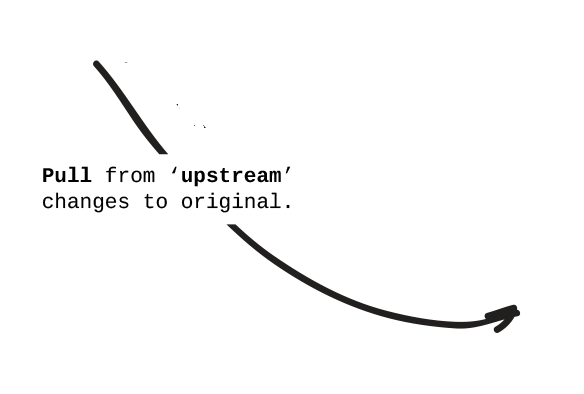 Pull from ‘upstream’
changes to original.